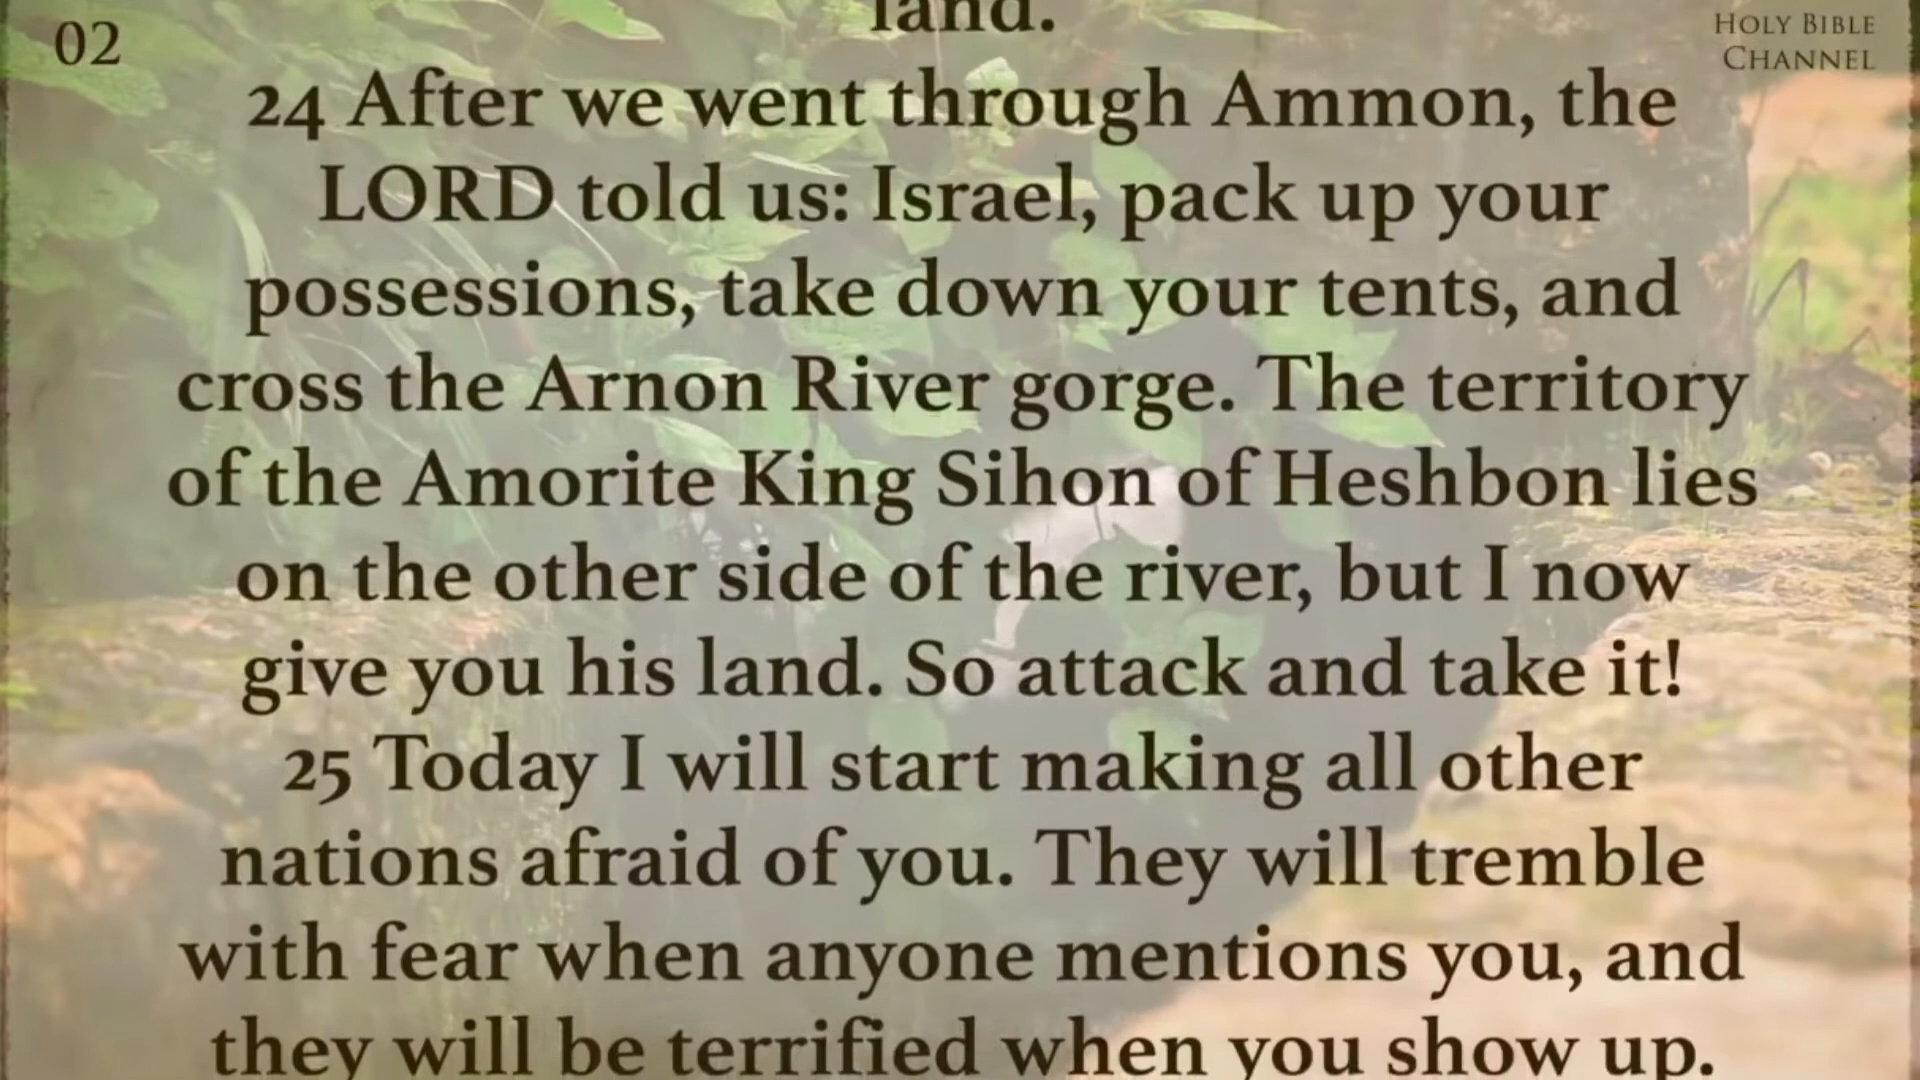 02
HOLY BIBLE
CHANNEL
land.
24 After we went through Ammon, the
LORD told us: Israel, pack up your
possessions, take down your tents, and
cross the Arnon River gorge. The territory
of the Amorite King Sihon of Heshbon lies
on the other side of the river, but I now
give you his land. So attack and take it!
25 Today I will start making all other
nations afraid of you. They will tremble
with fear when anyone mentions you, and
they will be terrified when you show up.